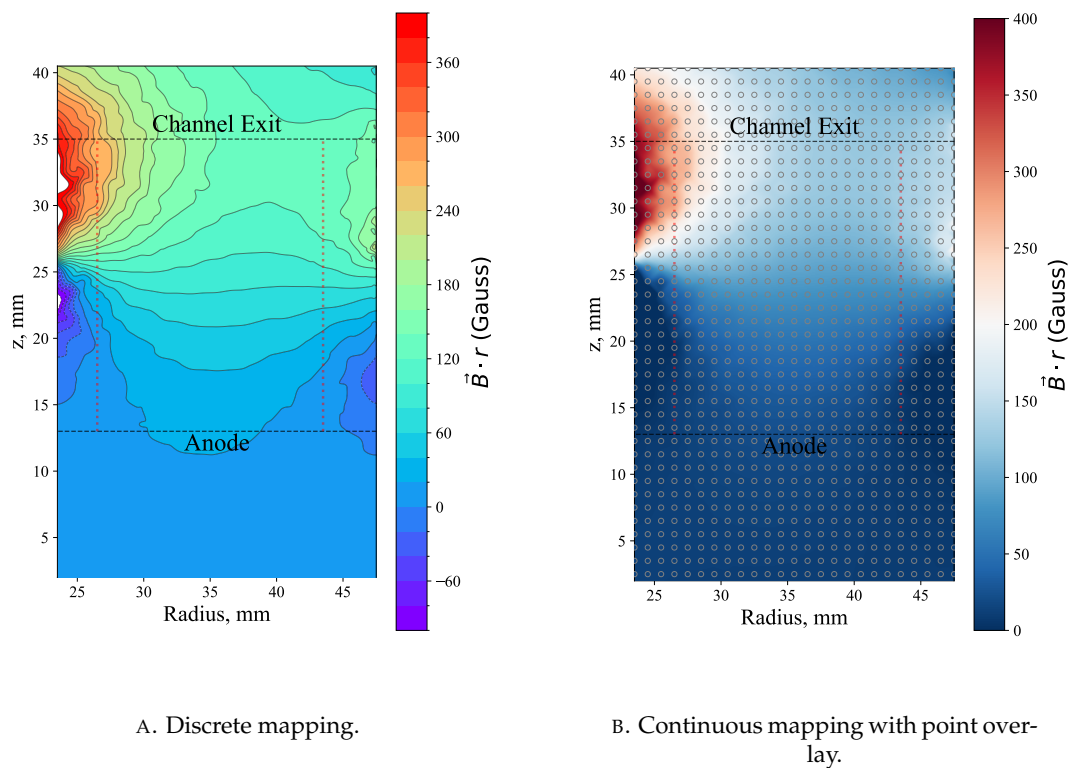 40
35
30
25
20
15
10
5
z, mm
Channel Exit
Anode
25 30 35 40 45
Radius, mm
360
300
240
180
120
60
0
−60
B⃗ · r (Gauss)
40
35
30
25
20
15
10
5
z, mm
Channel Exit
Anode
25 30 35 40 45
Radius, mm
400
350
300
250
200
150
100
50
0
B⃗ · r (Gauss)
A. Discrete mapping.
B. Continuous mapping with point over-
lay.